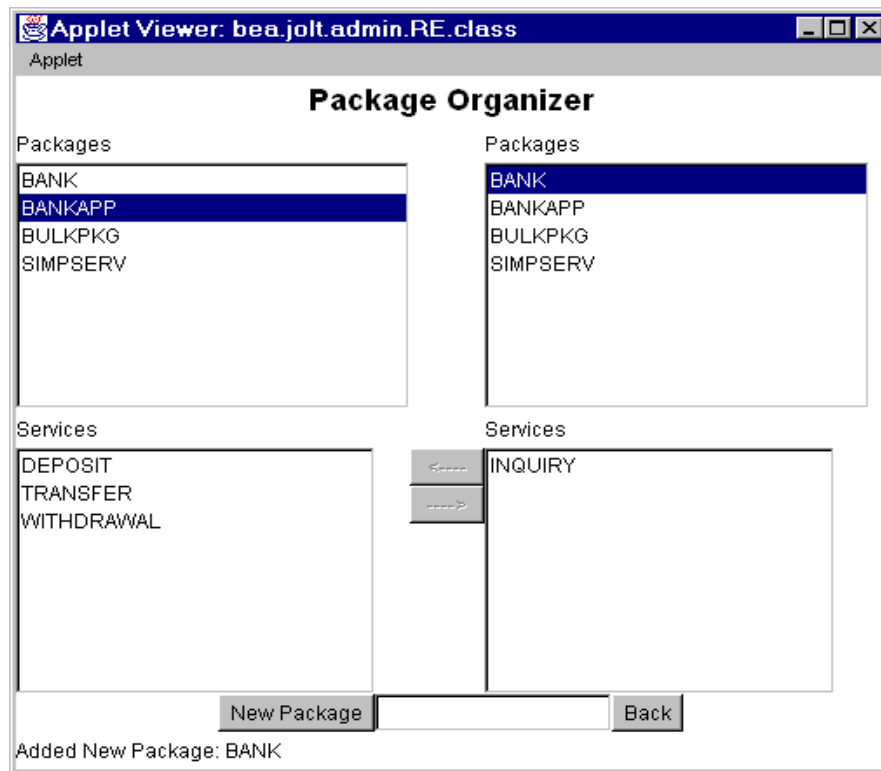 Applet Viewer: bea.jolt.admin.RE.class
Applet
Package Organizer
Packages
BANK
BANKAPP
BULKPKG
SIMPSERV
Packages
BANK
BANKAPP
BULKPKG
SIMPSERV
Services
DEPOSIT
TRANSFER
WITHDRAWAL
<----
---->
Services
INQUIRY
New Package
Back
Added New Package: BANK